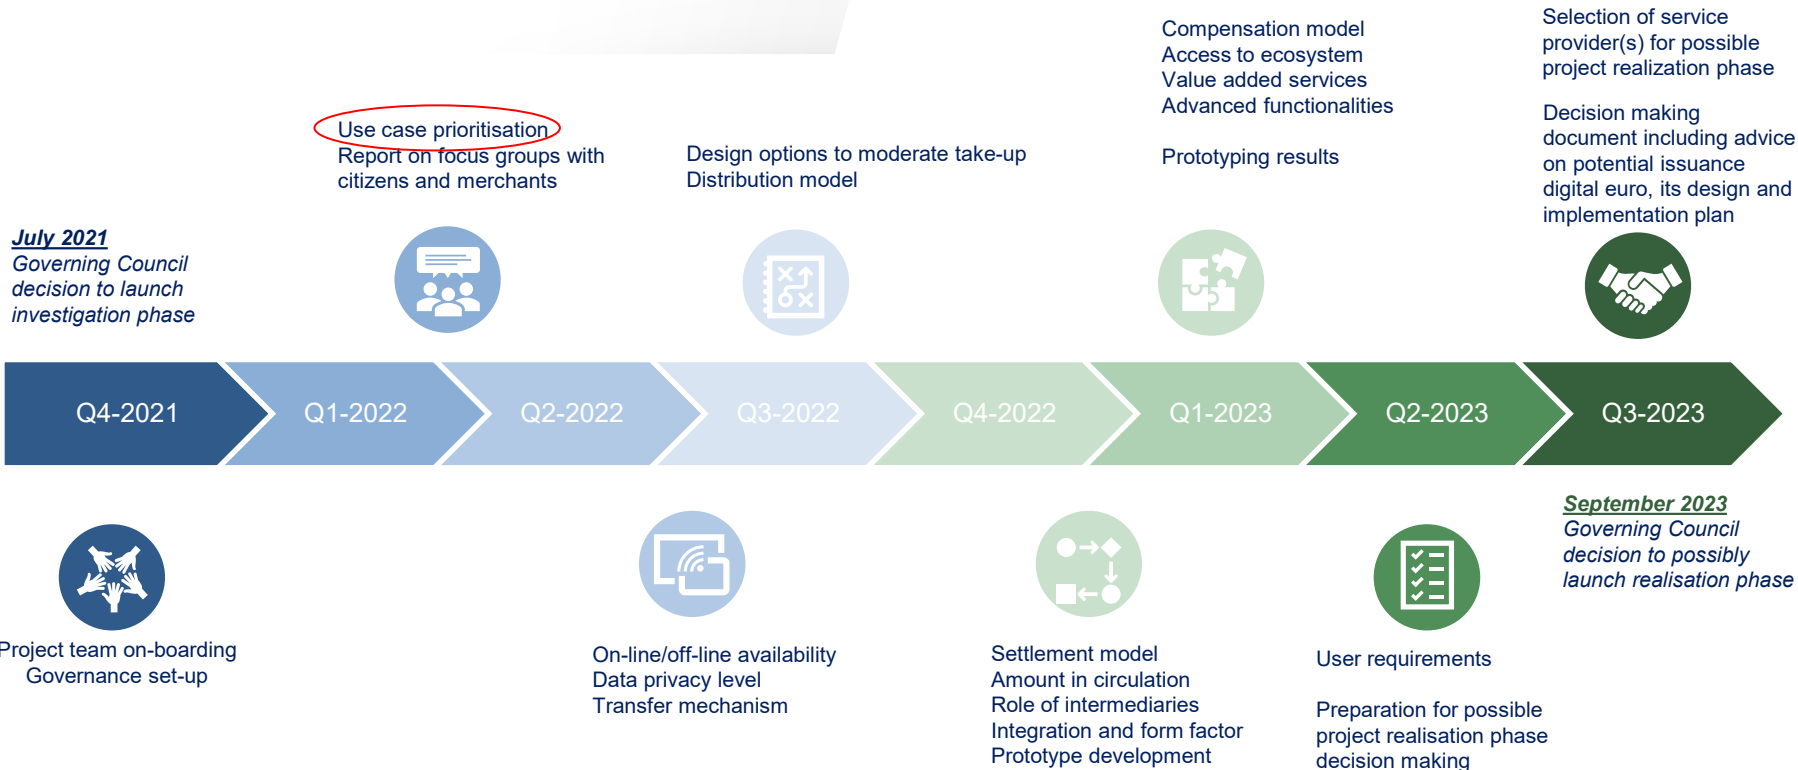 July 2021
Governing Council
decision to launch
investigation phase
Use case prioritisation
Report on focus groups with
citizens and merchants
Design options to moderate take-up
Distribution model
Compensation model
Access to ecosystem
Value added services
Advanced functionalities
Prototyping results
Selection of service
provider(s) for possible
project realization phase
Decision making
document including advice
on potential issuance
digital euro, its design and
implementation plan
Q4-2021
Q1-2022
Q2-2022
Q3-2022
Q4-2022
Q1-2023
Q2-2023
Q3-2023
Project team on-boarding
Governance set-up
On-line/off-line availability
Data privacy level
Transfer mechanism
Settlement model
Amount in circulation
Role of intermediaries
Integration and form factor
Prototype development
User requirements
Preparation for possible
project realisation phase
decision making
September 2023
Governing Council
decision to possibly
launch realisation phase